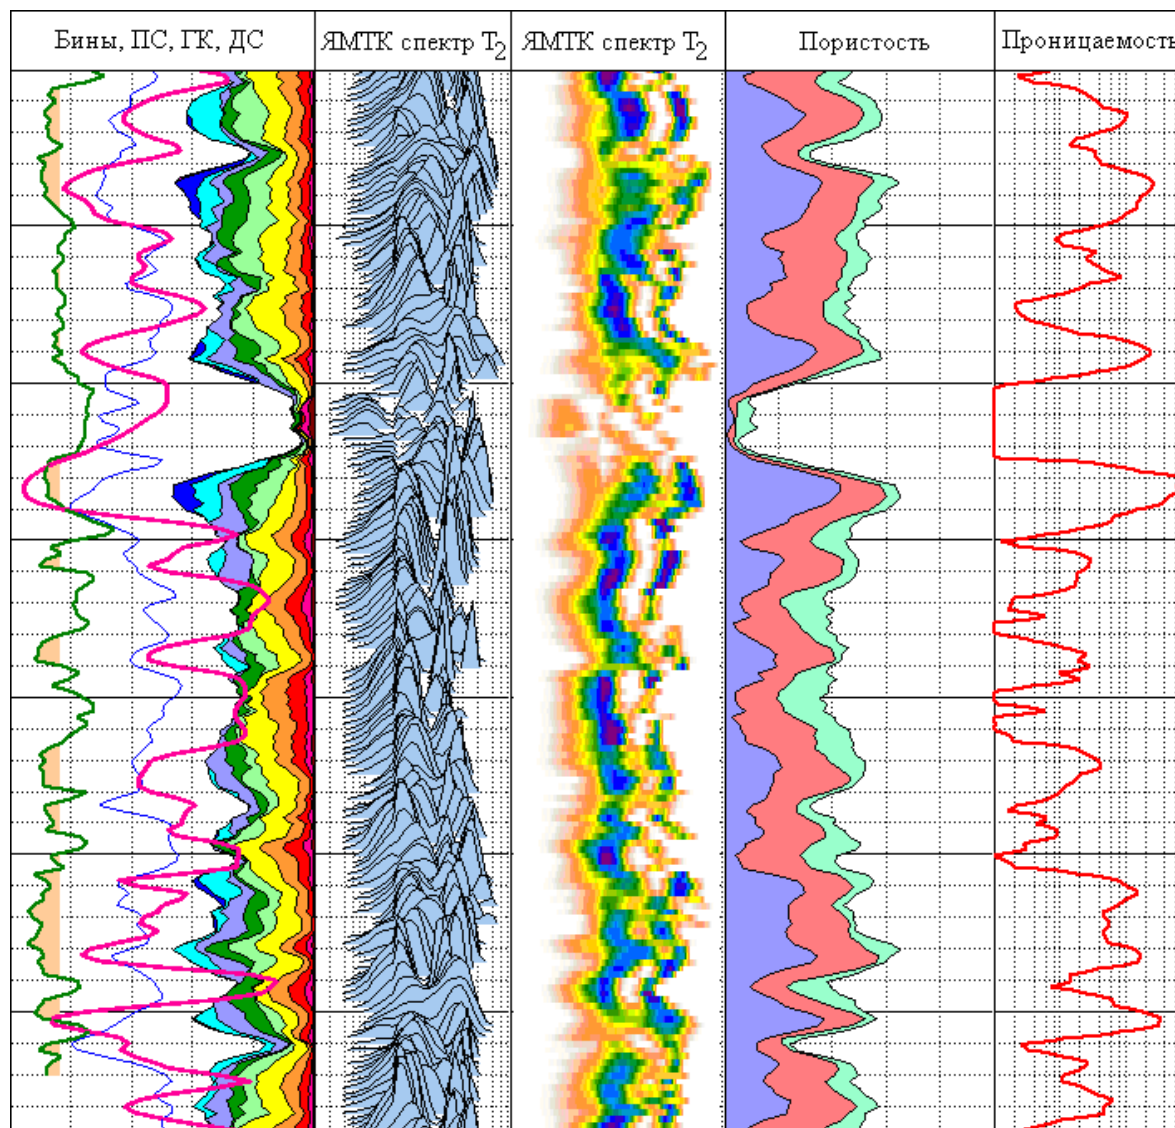 Бины, ПС, ГК, ДС
ЯМТК спектр T2
ЯМТК спектр T2
Пористость
Проницаемость